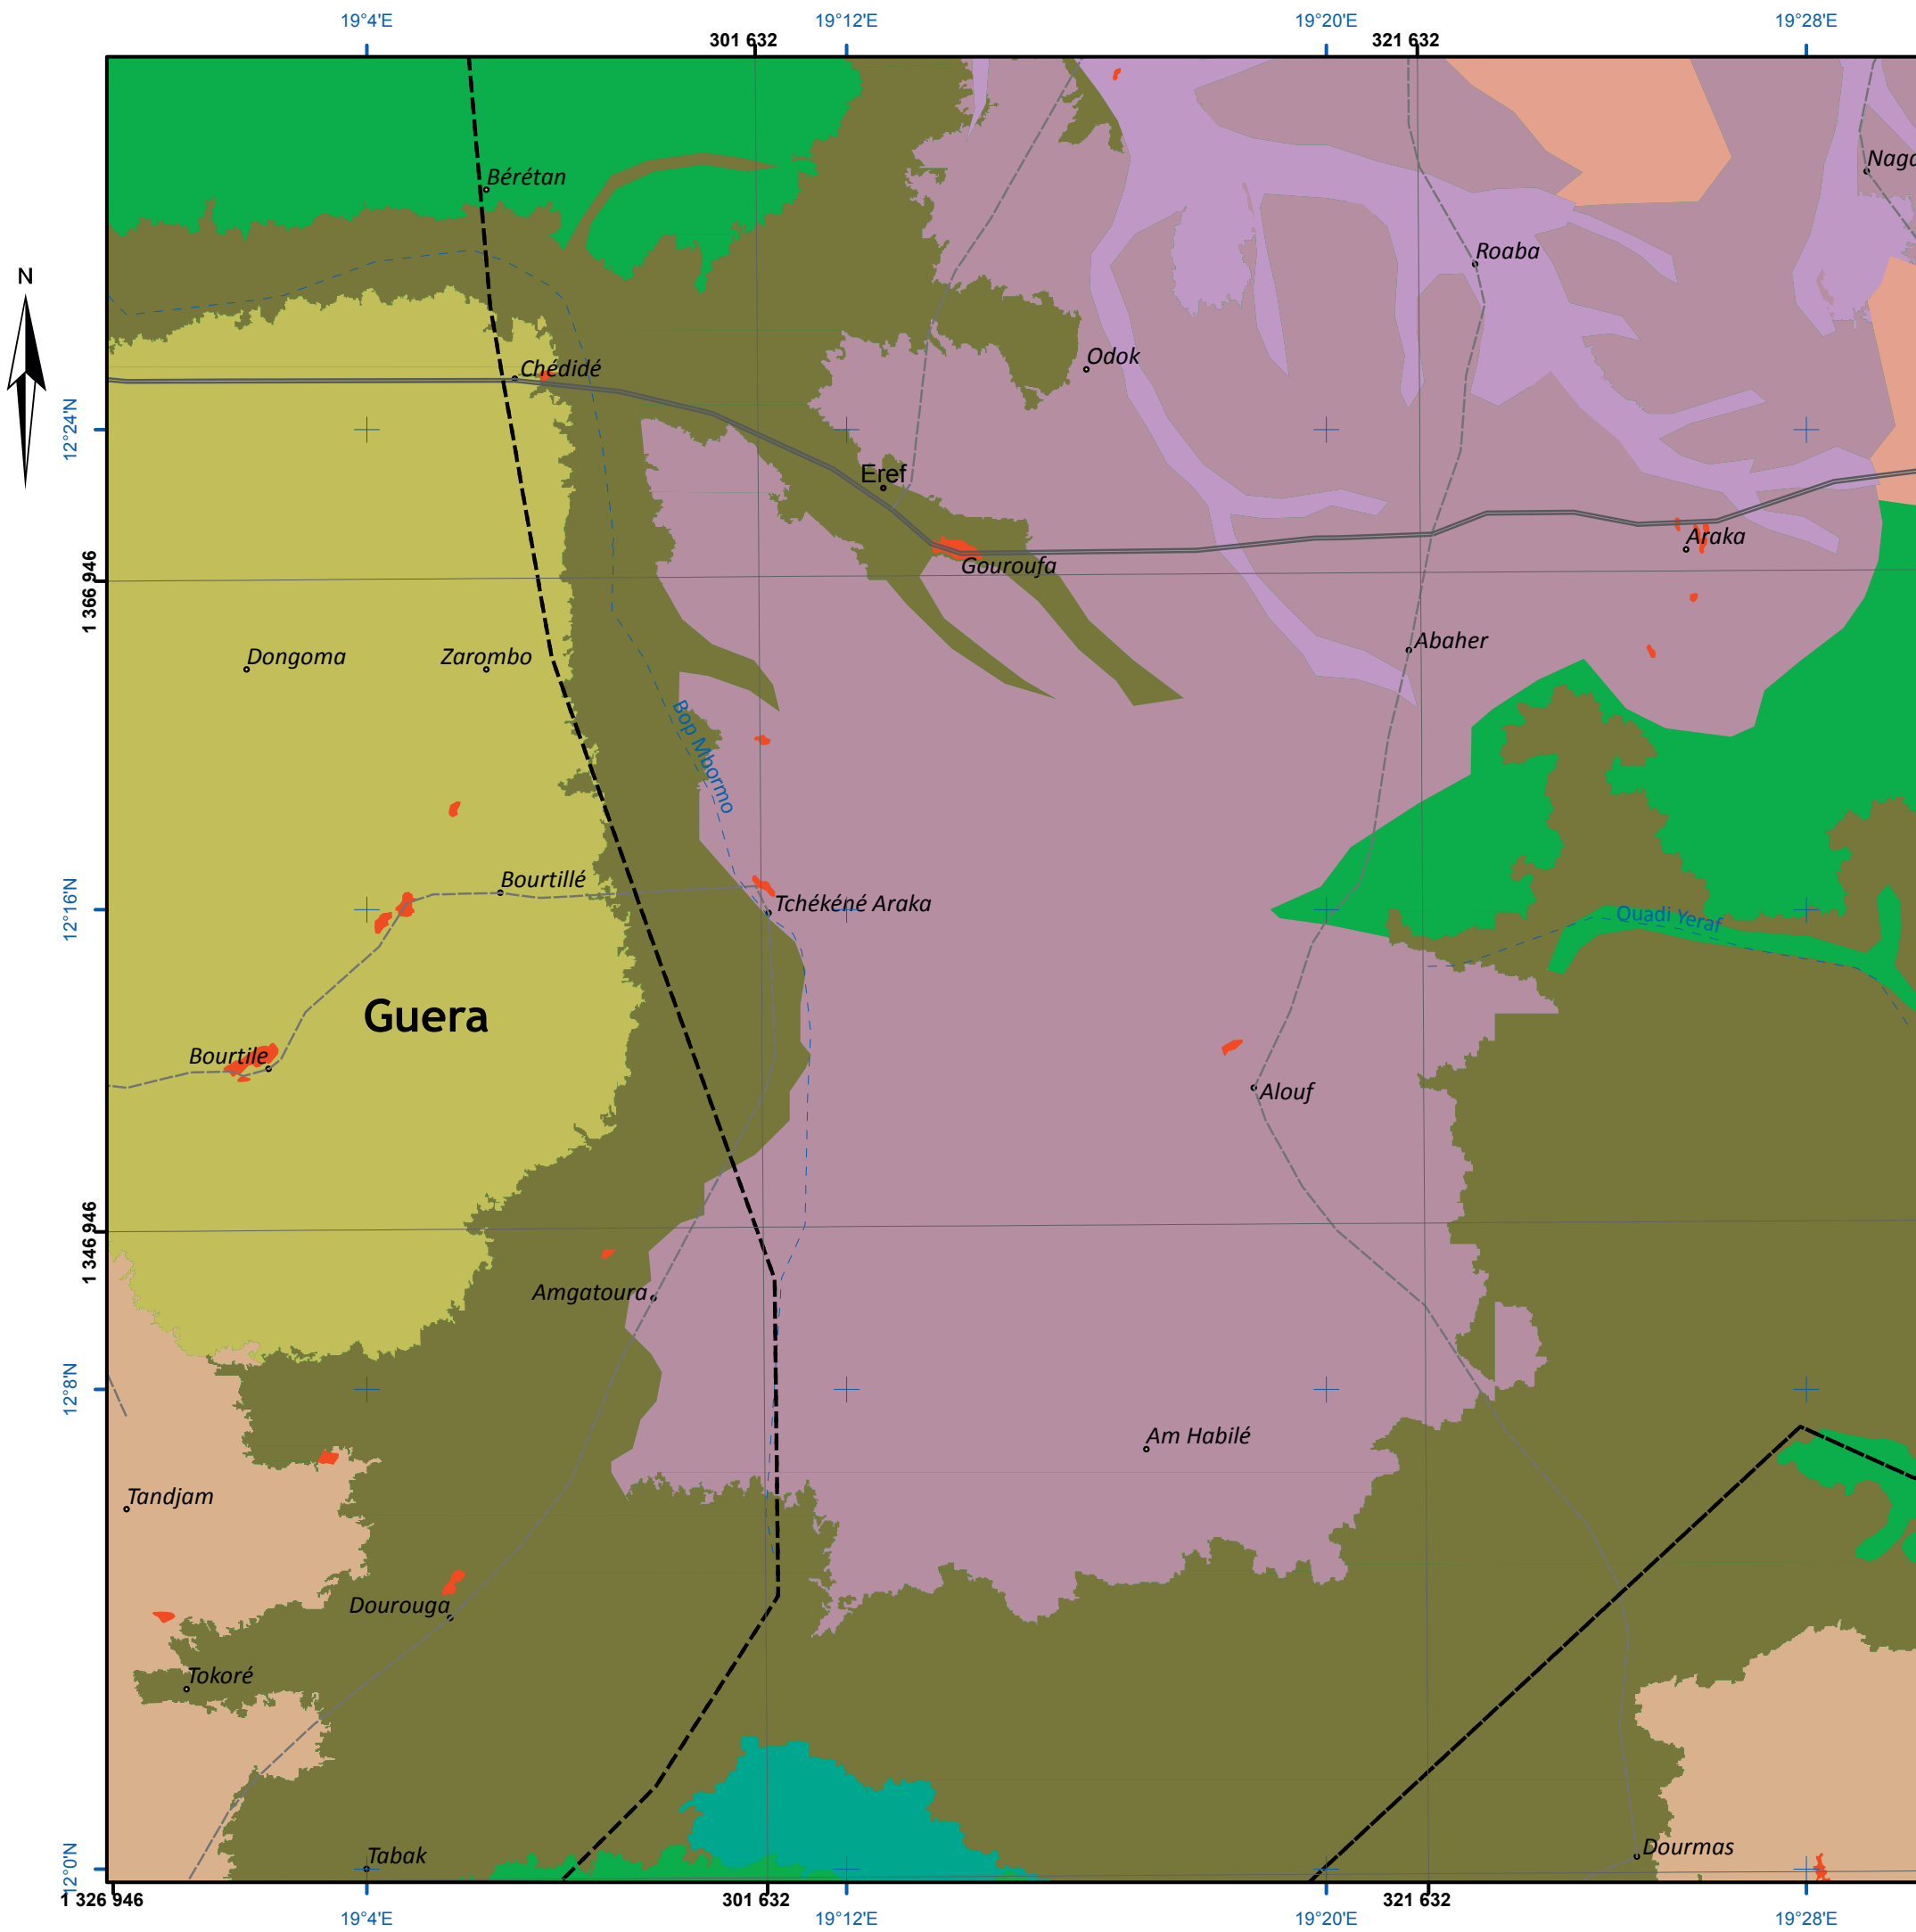 19°4'E
19°12'E
19°20'E
19°28'E
301 632
321 632
Bérétan
Naga
Roaba
N
Odok
Chédidé
12°24'N
Eref
Araka
Gouroufa
1 366 946
Abaher
Dongoma
Zarombo
Bop Mbormo
Bourtillé
12°16'N
Tchékéné Araka
Ouadi Yeraf
Guera
Bourtile
Alouf
1 346 946
Amgatoura
12°8'N
Am Habilé
Tandjam
Dourouga
Tokoré
Dourmas
Tabak
12°0'N
1 326 946
301 632
321 632
19°4'E
19°12'E
19°20'E
19°28'E